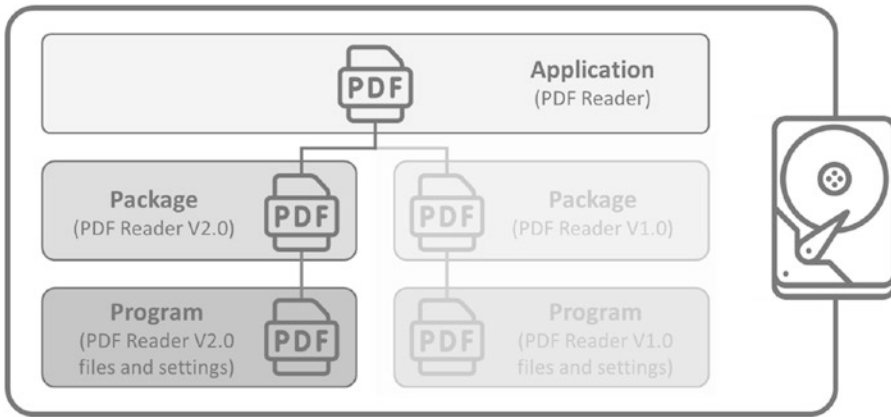 PDF
Application
(PDF Reader)
Package
(PDF Reader V2.0)
PDF
PDF
Package
(PDF Reader V1.0)
Program
(PDF Reader V2.0
files and settings)
PDF
PDF
Program
(PDF Reader V1.0
files and settings)